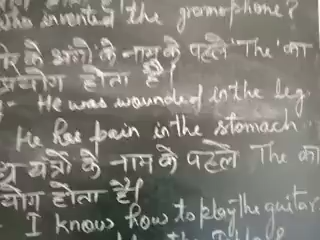 Who invented the gramophone?
के अंगो के नाम के पहले 'The' का
प्रयोग होता है।
He was wounded in the leg.
He has pain in the stomach.
यंत्रो के नाम के पहले The का
योग होता है।
I know how to play the guitar.